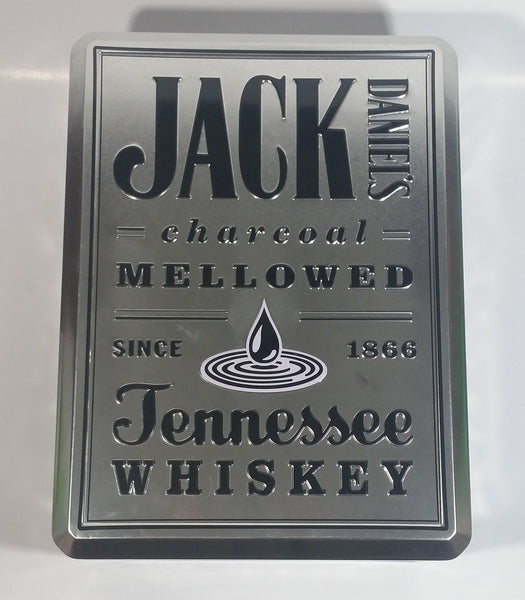 JACK DANIEL'S
charcoal
MELLOWED
SINCE 1866
Tennessee
WHISKEY